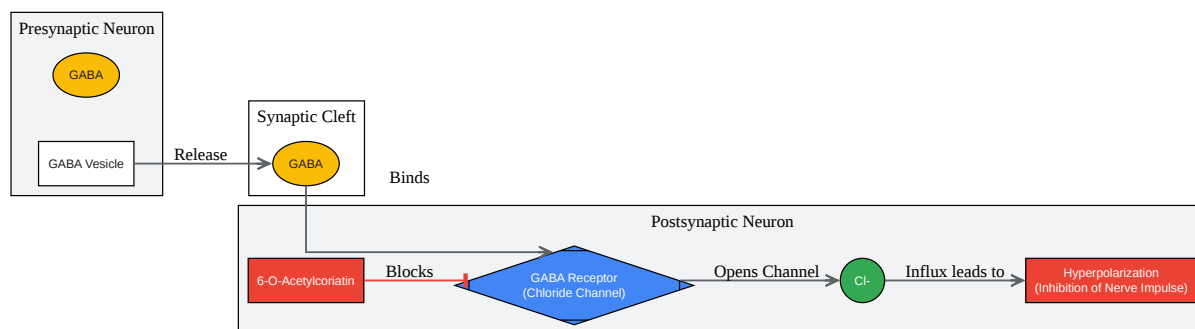 Presynaptic Neuron
GABA
GABA Vesicle
Release
Synaptic Cleft
GABA
Binds
Postsynaptic Neuron
6-O-Acetylcoriatin
Blocks
GABA Receptor
(Chloride Channel)
Opens Channel
Cl-
Influx leads to
Hyperpolarization
(Inhibition of Nerve Impulse)